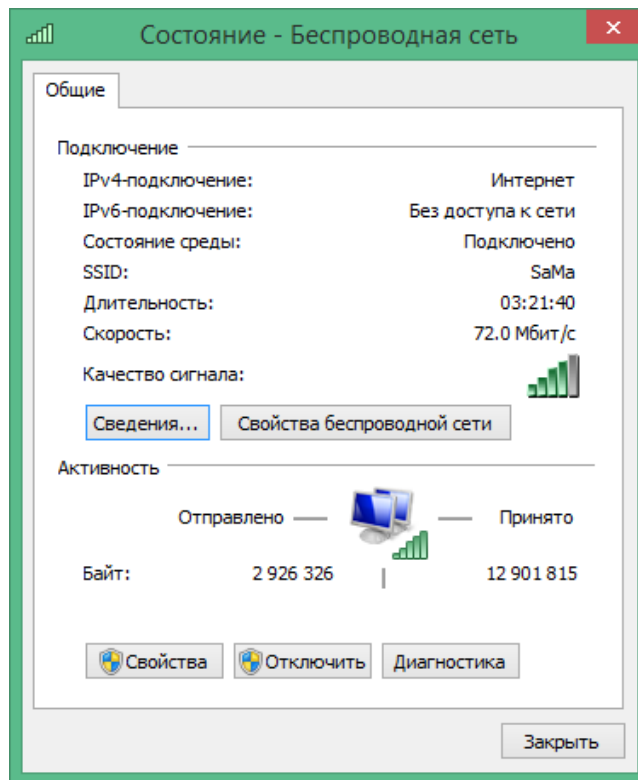 Состояние - Беспроводная сеть
Общие
Подключение
IPv4-подключение: Интернет
IPv6-подключение: Без доступа к сети
Состояние среды: Подключено
SSID: SaMa
Длительность: 03:21:40
Скорость: 72.0 Мбит/с
Качество сигнала:
Сведения... Свойства беспроводной сети
Активность
Отправлено Принято
Байт: 2 926 326 12 901 815
Свойства Отключить Диагностика
Закрыть